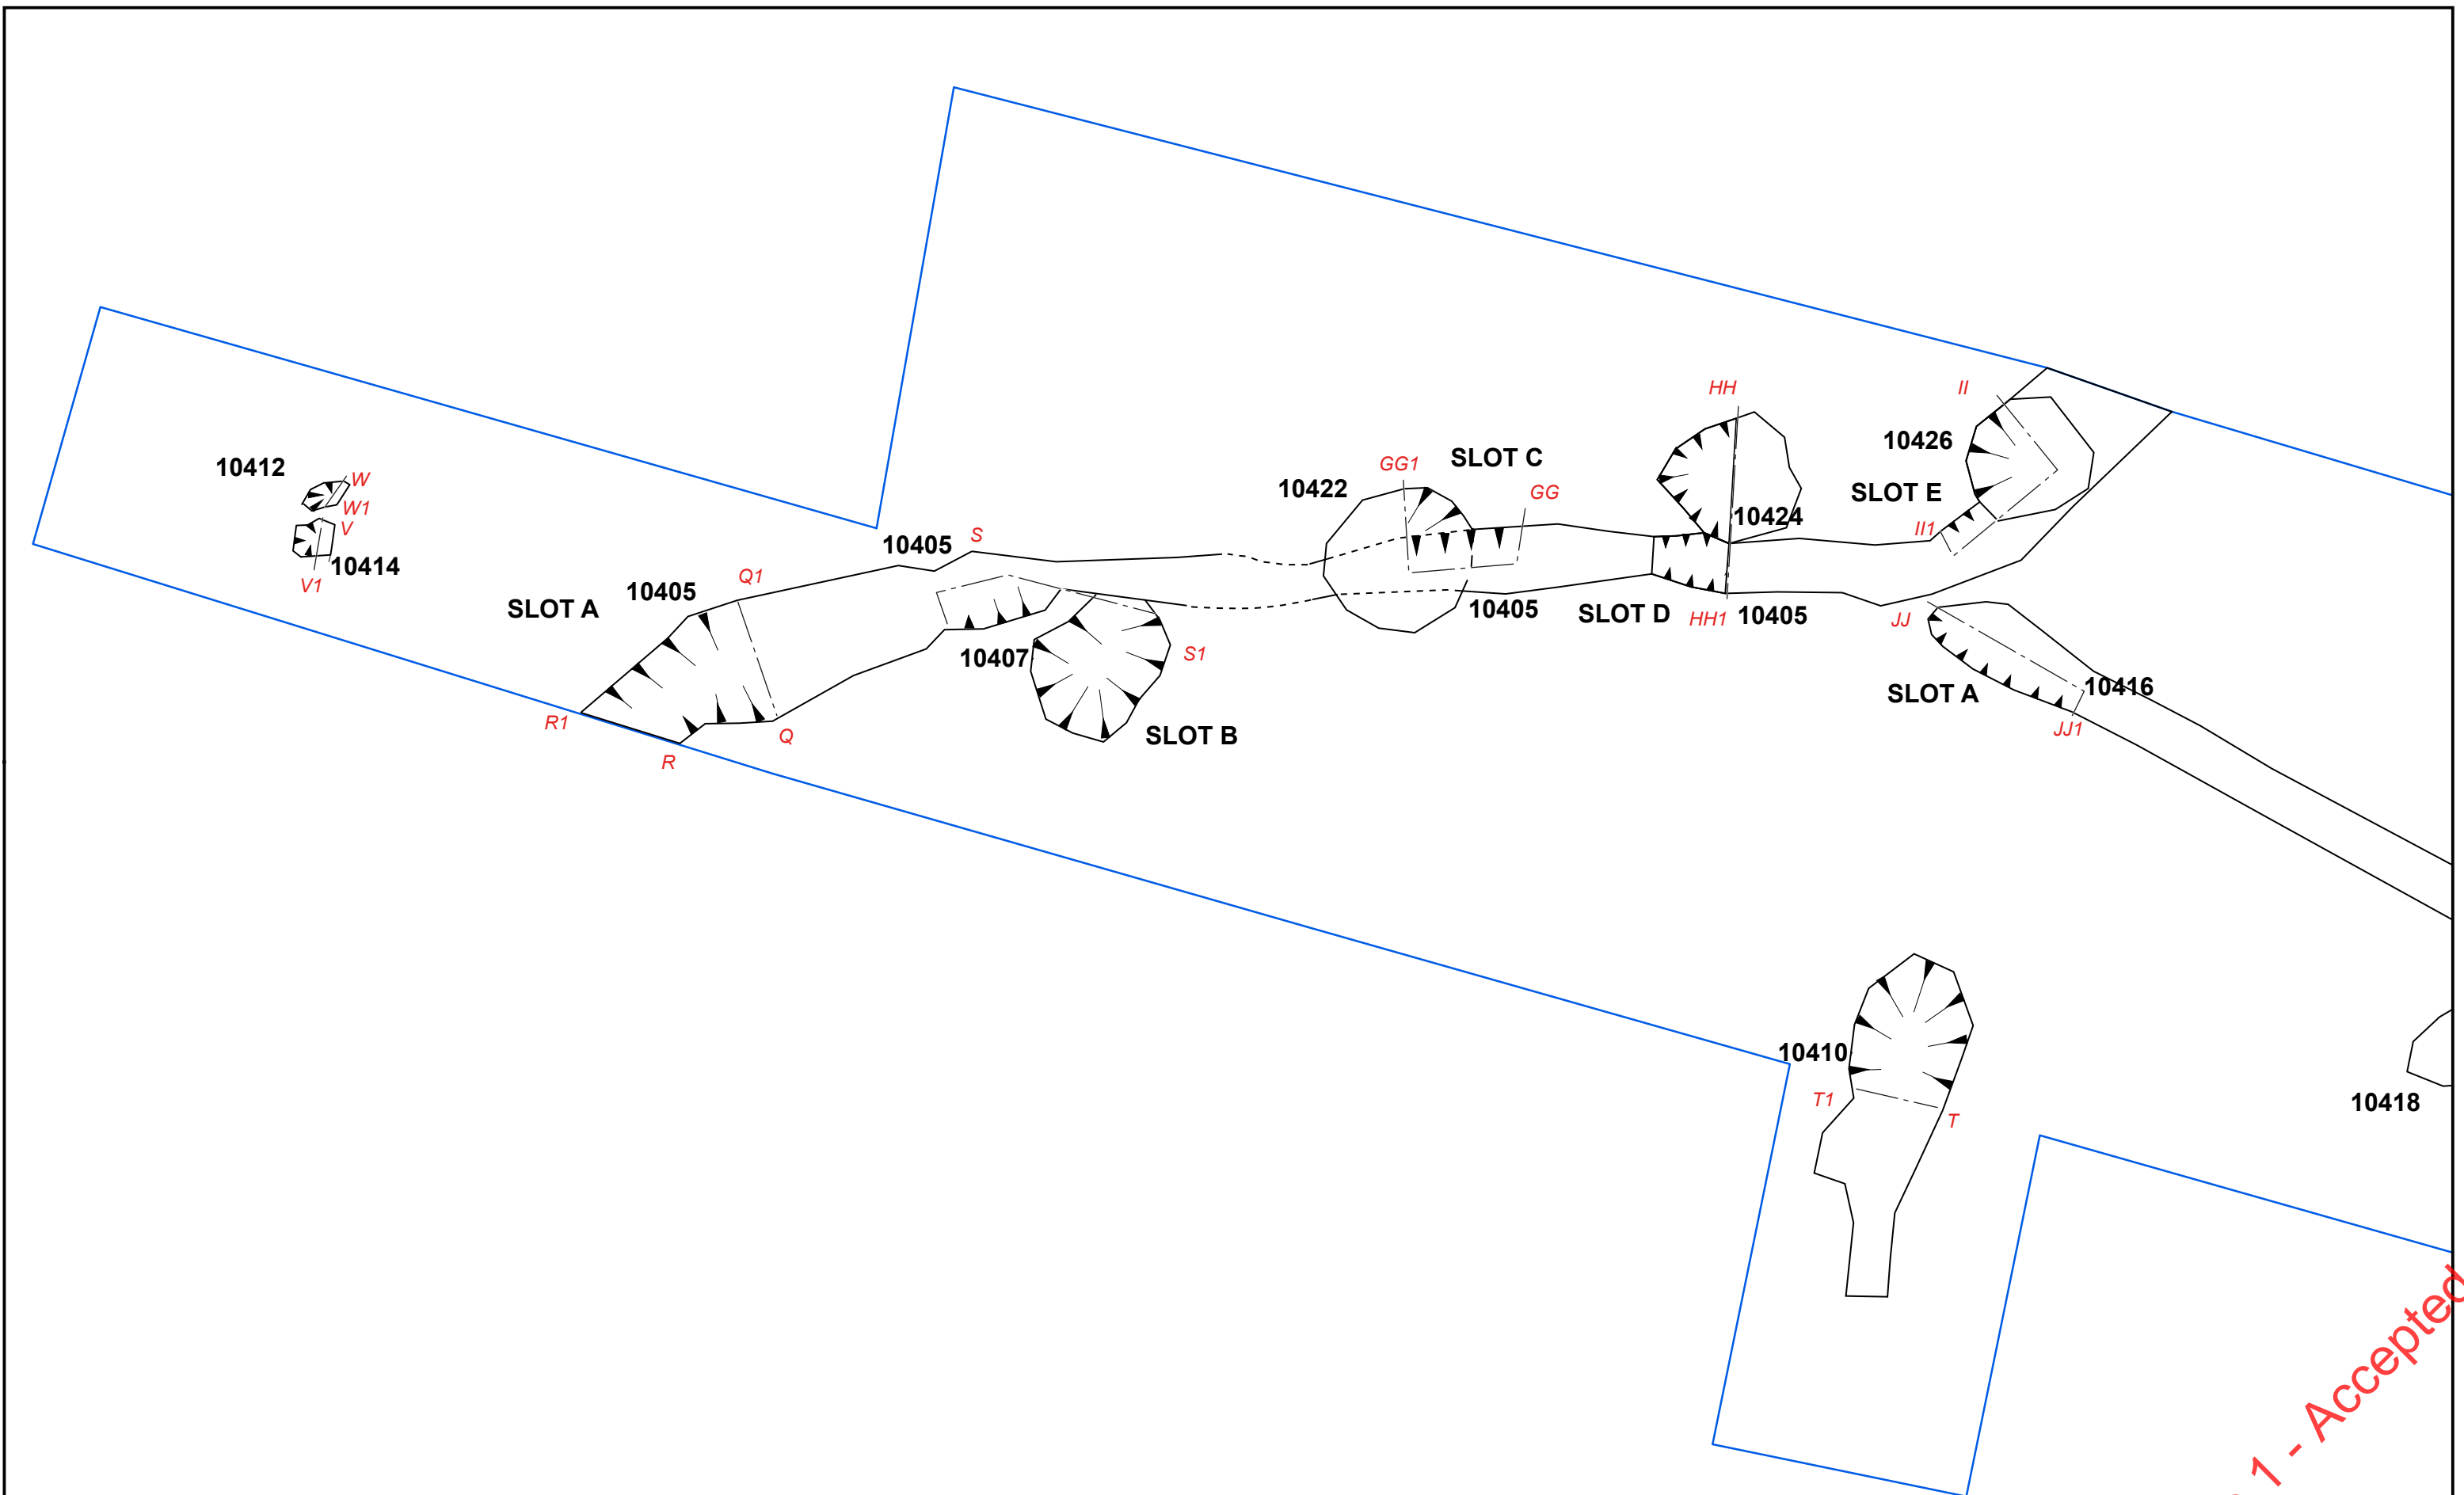 HH
II
10426
SLOT C
GG1
10412
W
10422
GG
SLOT E
W1
10424
V
II1
S
10405
10414
Q1
V1
10405
SLOT A
10405
SLOT D
HH1
10405
JJ
10407
S1
10416
SLOT A
R1
Q
SLOT B
JJ1
R
10410
T1
10418
T
1 - Accepted